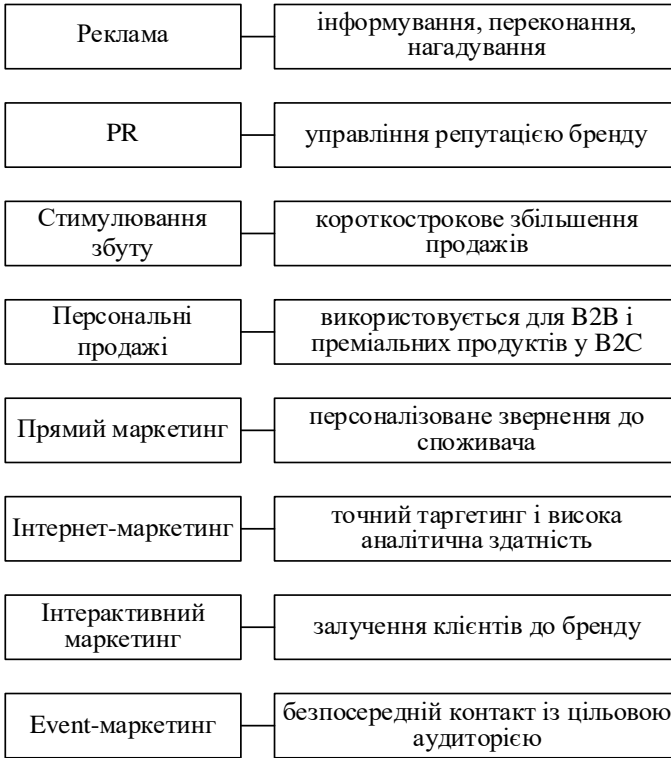 Реклама
інформування, переконання,
нагадування
PR
управління репутацією бренду
Стимулювання
збуту
короткострокове збільшення
продажів
Персональні
продажі
використовується для B2B і
преміальних продуктів у B2C
Прямий маркетинг
персоналізоване звернення до
споживача
Інтернет-маркетинг
точний таргетинг і висока
аналітична здатність
Інтерактивний
маркетинг
залучення клієнтів до бренду
Event-маркетинг
безпосередній контакт із цільовою
аудиторією